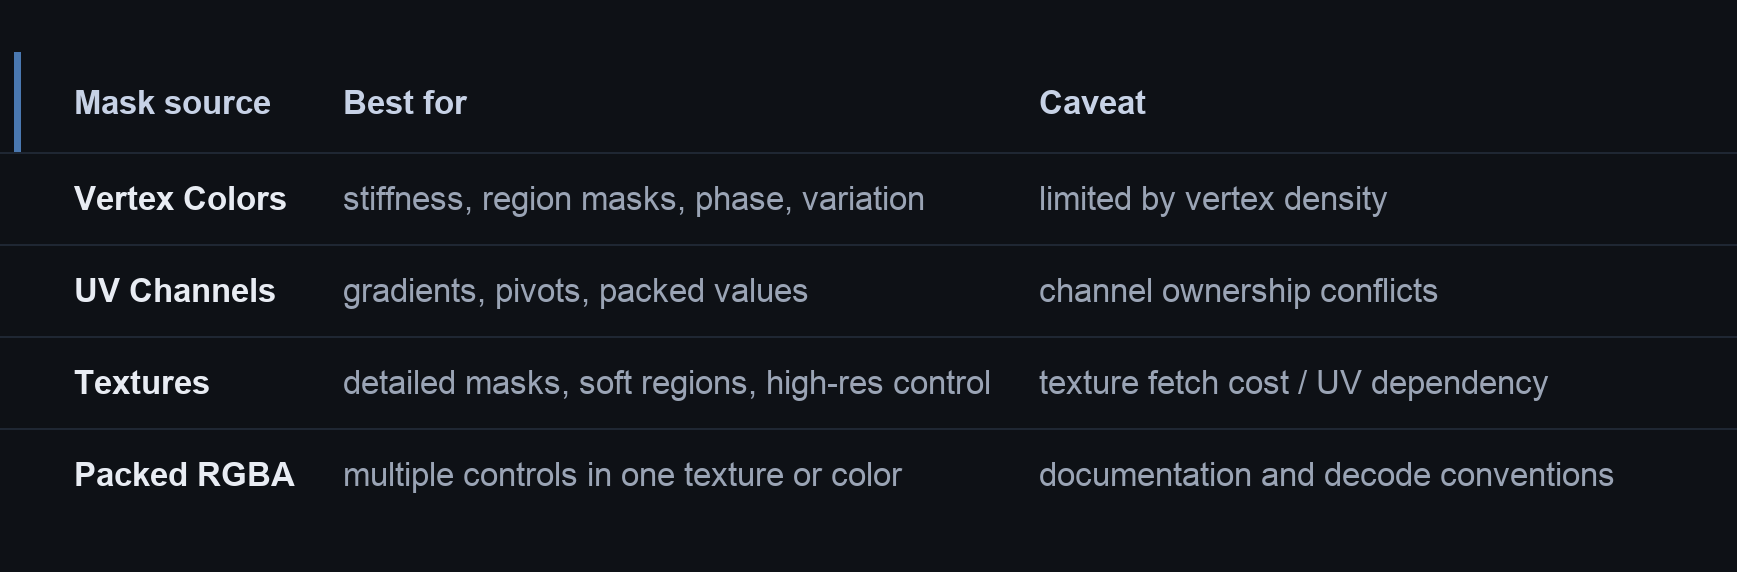 Mask source Best for Caveat
Vertex Colors stiffness, region masks, phase, variation limited by vertex density
UV Channels gradients, pivots, packed values channel ownership conflicts
Textures detailed masks, soft regions, high-res control texture fetch cost / UV dependency
Packed RGBA multiple controls in one texture or color documentation and decode conventions